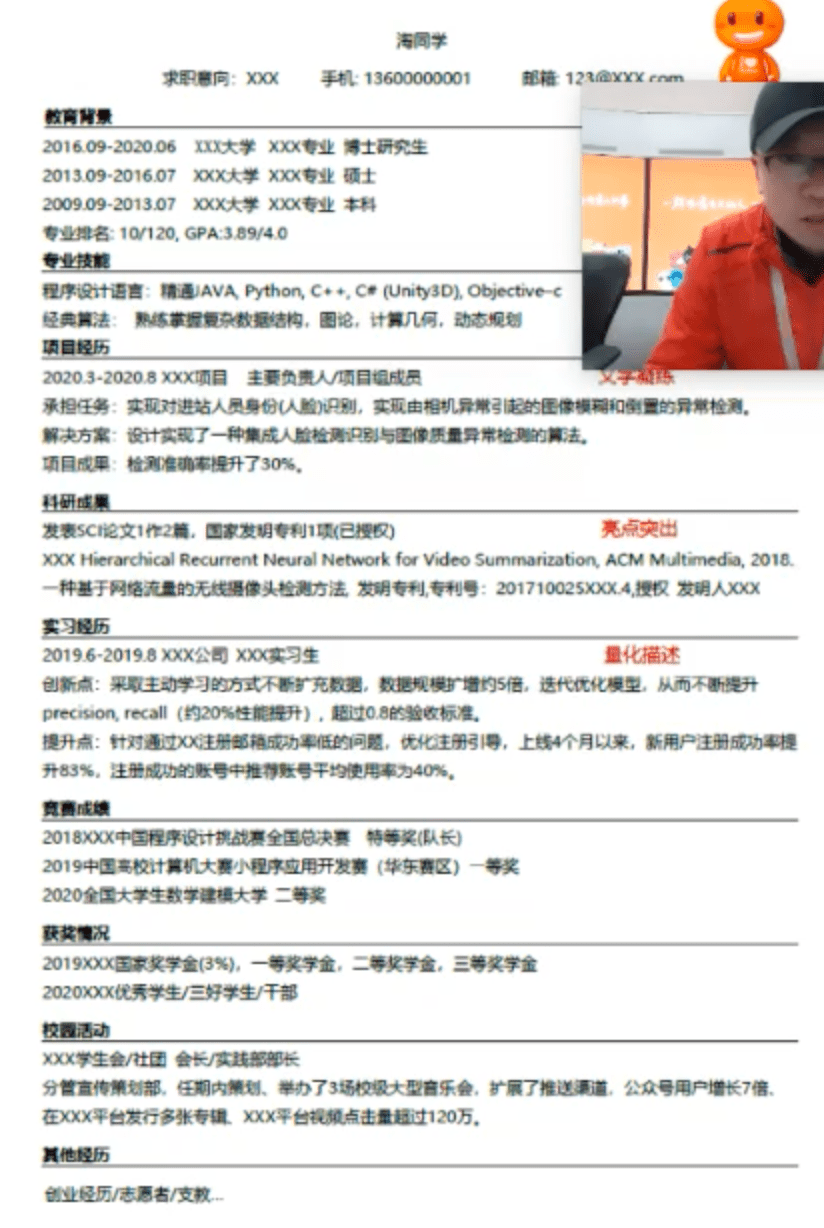 海同学
求职意向：XXX 手机: 13600000001 邮箱: 123@XXX.com
教育背景
2016.09-2020.06 XXX大学 XXX专业 博士研究生
2013.09-2016.07 XXX大学 XXX专业 硕士
2009.09-2013.07 XXX大学 XXX专业 本科
专业排名: 10/120, GPA:3.89/4.0
专业技能
程序设计语言：精通JAVA, Python, C++, C# (Unity3D), Objective-c
经典算法： 熟练掌握复杂数据结构，图论，计算几何，动态规划
项目经历
2020.3-2020.8 XXX项目 主要负责人/项目组成员 文字凝练
承担任务：实现对进站人员身份(人脸)识别，实现由相机异常引起的图像模糊和倒置的异常检测。
解决方案：设计实现了一种集成人脸检测识别与图像质量异常检测的算法。
项目成果：检测准确率提升了30%。
科研成果
发表SCI论文1作2篇，国家发明专利1项(已授权) 亮点突出
XXX Hierarchical Recurrent Neural Network for Video Summarization, ACM Multimedia, 2018.
一种基于网络流量的无线摄像头检测方法, 发明专利,专利号：201710025XXX.4,授权 发明人XXX
实习经历
2019.6-2019.8 XXX公司 XXX实习生 量化描述
创新点：采取主动学习的方式不断扩充数据，数据规模扩增约5倍，迭代优化模型，从而不断提升
precision, recall（约20%性能提升）, 超过0.8的验收标准。
提升点：针对通过XX注册邮箱成功率低的问题，优化注册引导，上线4个月以来，新用户注册成功率提
升83%，注册成功的账号中推荐账号平均使用率为40%。
竞赛成绩
2018XXX中国程序设计挑战赛全国总决赛 特等奖(队长)
2019中国高校计算机大赛小程序应用开发赛（华东赛区）一等奖
2020全国大学生数学建模大学 二等奖
获奖情况
2019XXX国家奖学金(3%)，一等奖学金，二等奖学金，三等奖学金
2020XXX优秀学生/三好学生/干部
校园活动
XXX学生会/社团 会长/实践部部长
分管宣传策划部，任期内策划、举办了3场校级大型音乐会，扩展了推送渠道，公众号用户增长7倍、
在XXX平台发行多张专辑、XXX平台视频点击量超过120万。
其他经历
创业经历/志愿者/支教...